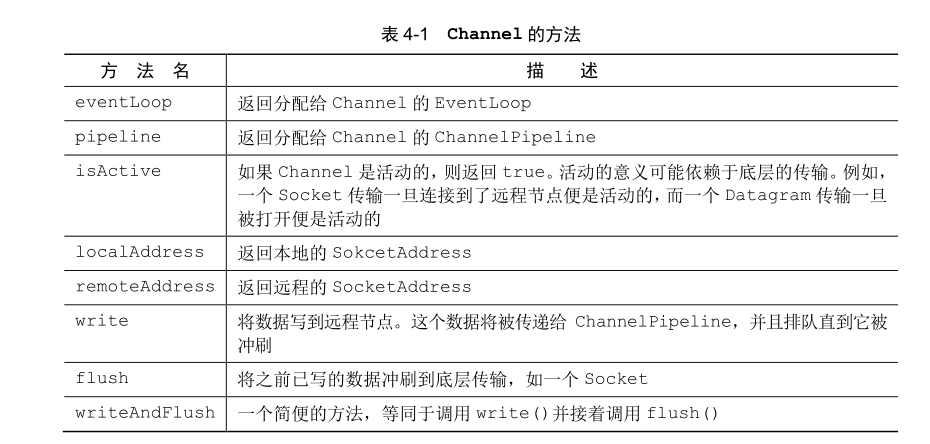 表 4-1 Channel 的方法
方 法 名 描 述
eventLoop 返回分配给 Channel 的 EventLoop
pipeline 返回分配给 Channel 的 ChannelPipeline
isActive 如果 Channel 是活动的，则返回 true。活动的意义可能依赖于底层的传输。例如，
一个 Socket 传输一旦连接到了远程节点便是活动的，而一个 Datagram 传输一旦
被打开便是活动的
localAddress 返回本地的 SokcetAddress
remoteAddress 返回远程的 SocketAddress
write 将数据写到远程节点。这个数据将被传递给 ChannelPipeline，并且排队直到它被
冲刷
flush 将之前已写的数据冲刷到底层传输，如一个 Socket
writeAndFlush 一个简便的方法，等同于调用 write()并接着调用 flush()